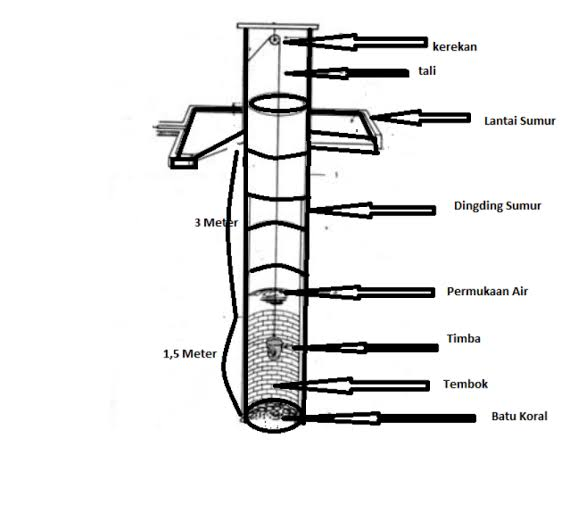 kerekan
tali
Lantai Sumur
Dingding Sumur
3 Meter
Permukaan Air
Timba
1,5 Meter
Tembok
Batu Koral